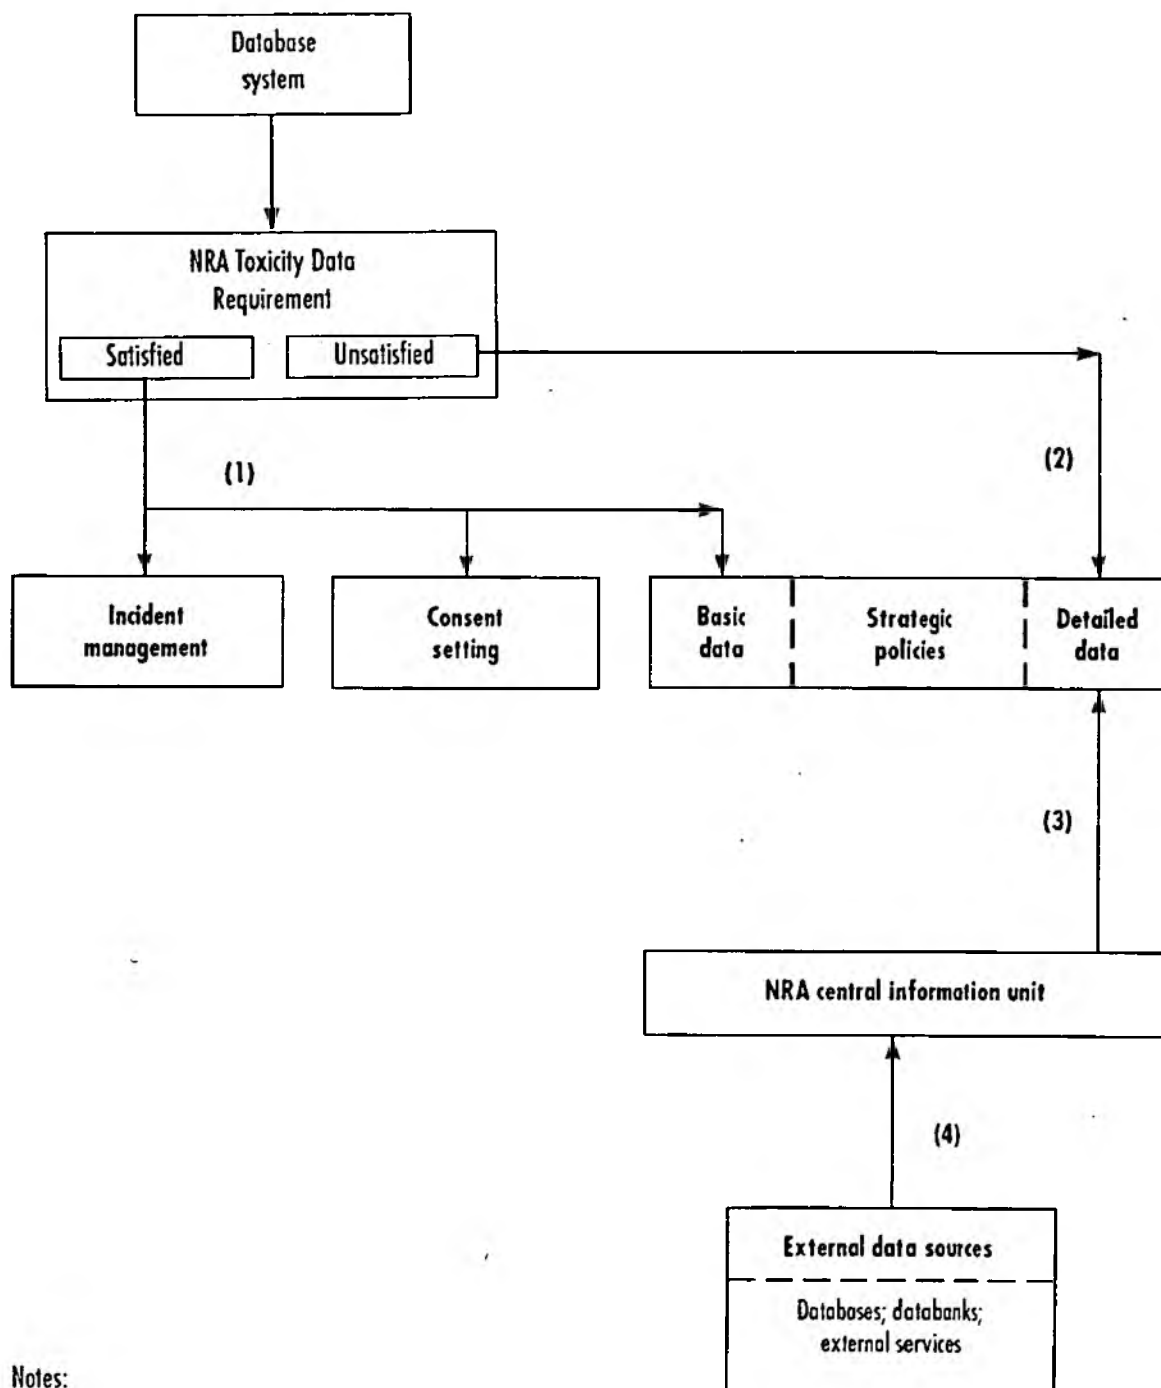 Database
system
NRA Toxicity Data
Requirement
Satisfied
Unsatisfied
(1)
(2)
Incident
management
Consent
setting
Basic
data
Strategic
policies
Detailed
data
(3)
NRA central information unit
(4)
External data sources
Databases; databanks;
external services
Notes: